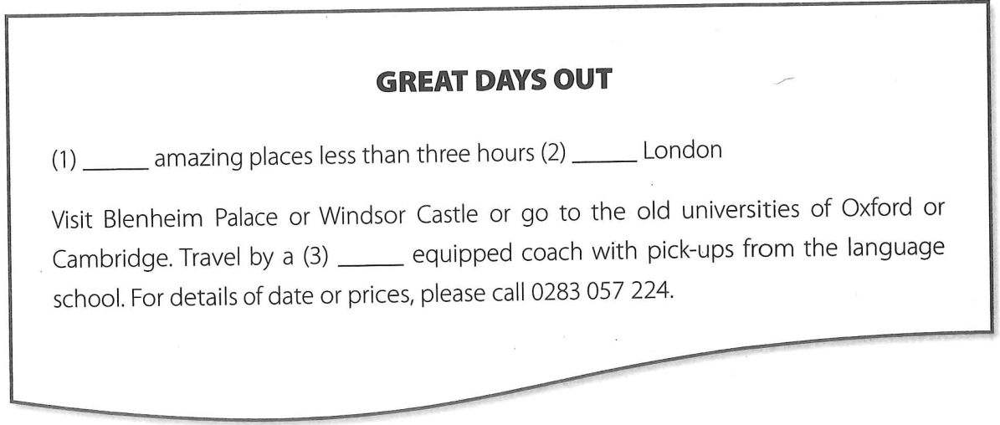 GREAT DAYS OUT
(1) ______ amazing places less than three hours (2) ______ London
Visit Blenheim Palace or Windsor Castle or go to the old universities of Oxford or
Cambridge. Travel by a (3) ______ equipped coach with pick-ups from the language
school. For details of date or prices, please call 0283 057 224.